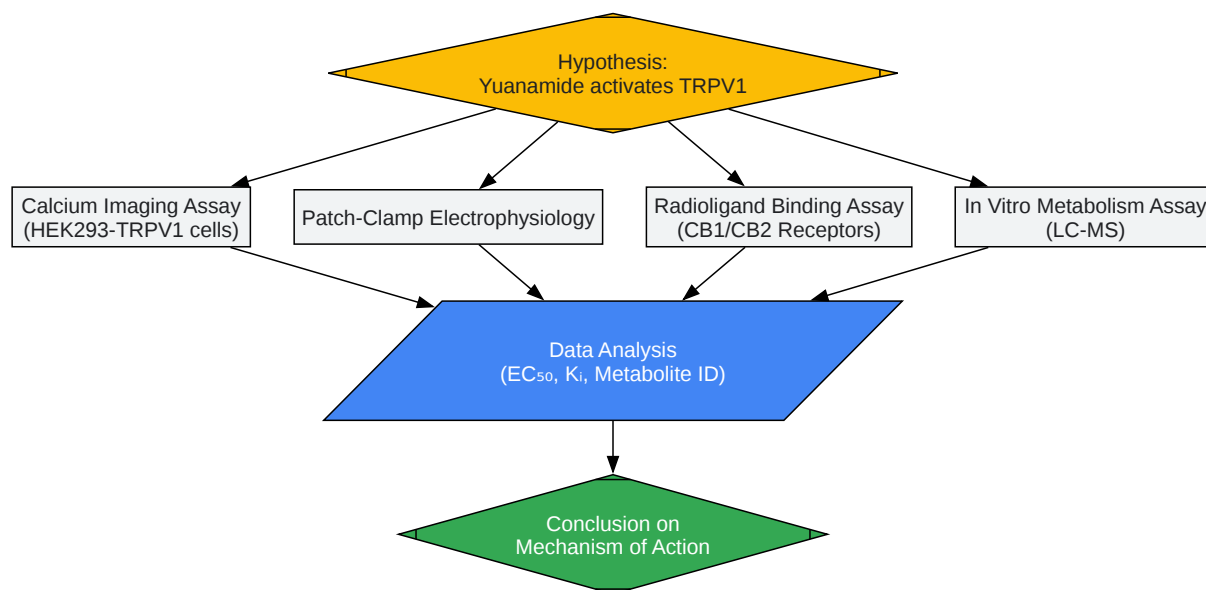 Hypothesis:
Yuanamide activates TRPV1
Calcium Imaging Assay
(HEK293-TRPV1 cells)
Patch-Clamp Electrophysiology
Radioligand Binding Assay
(CB1/CB2 Receptors)
In Vitro Metabolism Assay
(LC-MS)
Data Analysis
(EC₅₀, Kᵢ, Metabolite ID)
Conclusion on
Mechanism of Action